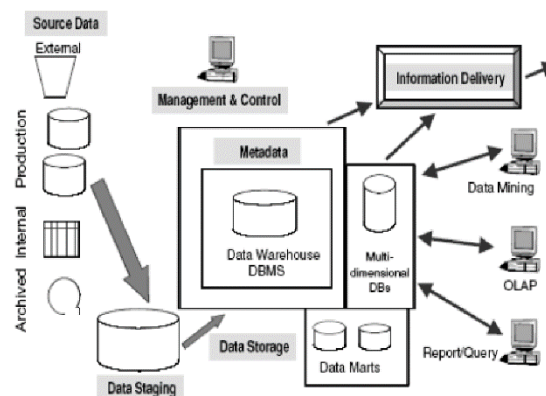 Source Data
External
Production
Internal
Archived
Management & Control
Information Delivery
Metadata
Data Warehouse
DBMS
Multi-
dimensional
DBs
Data Mining
OLAP
Report/Query
Data Storage
Data Marts
Data Staging